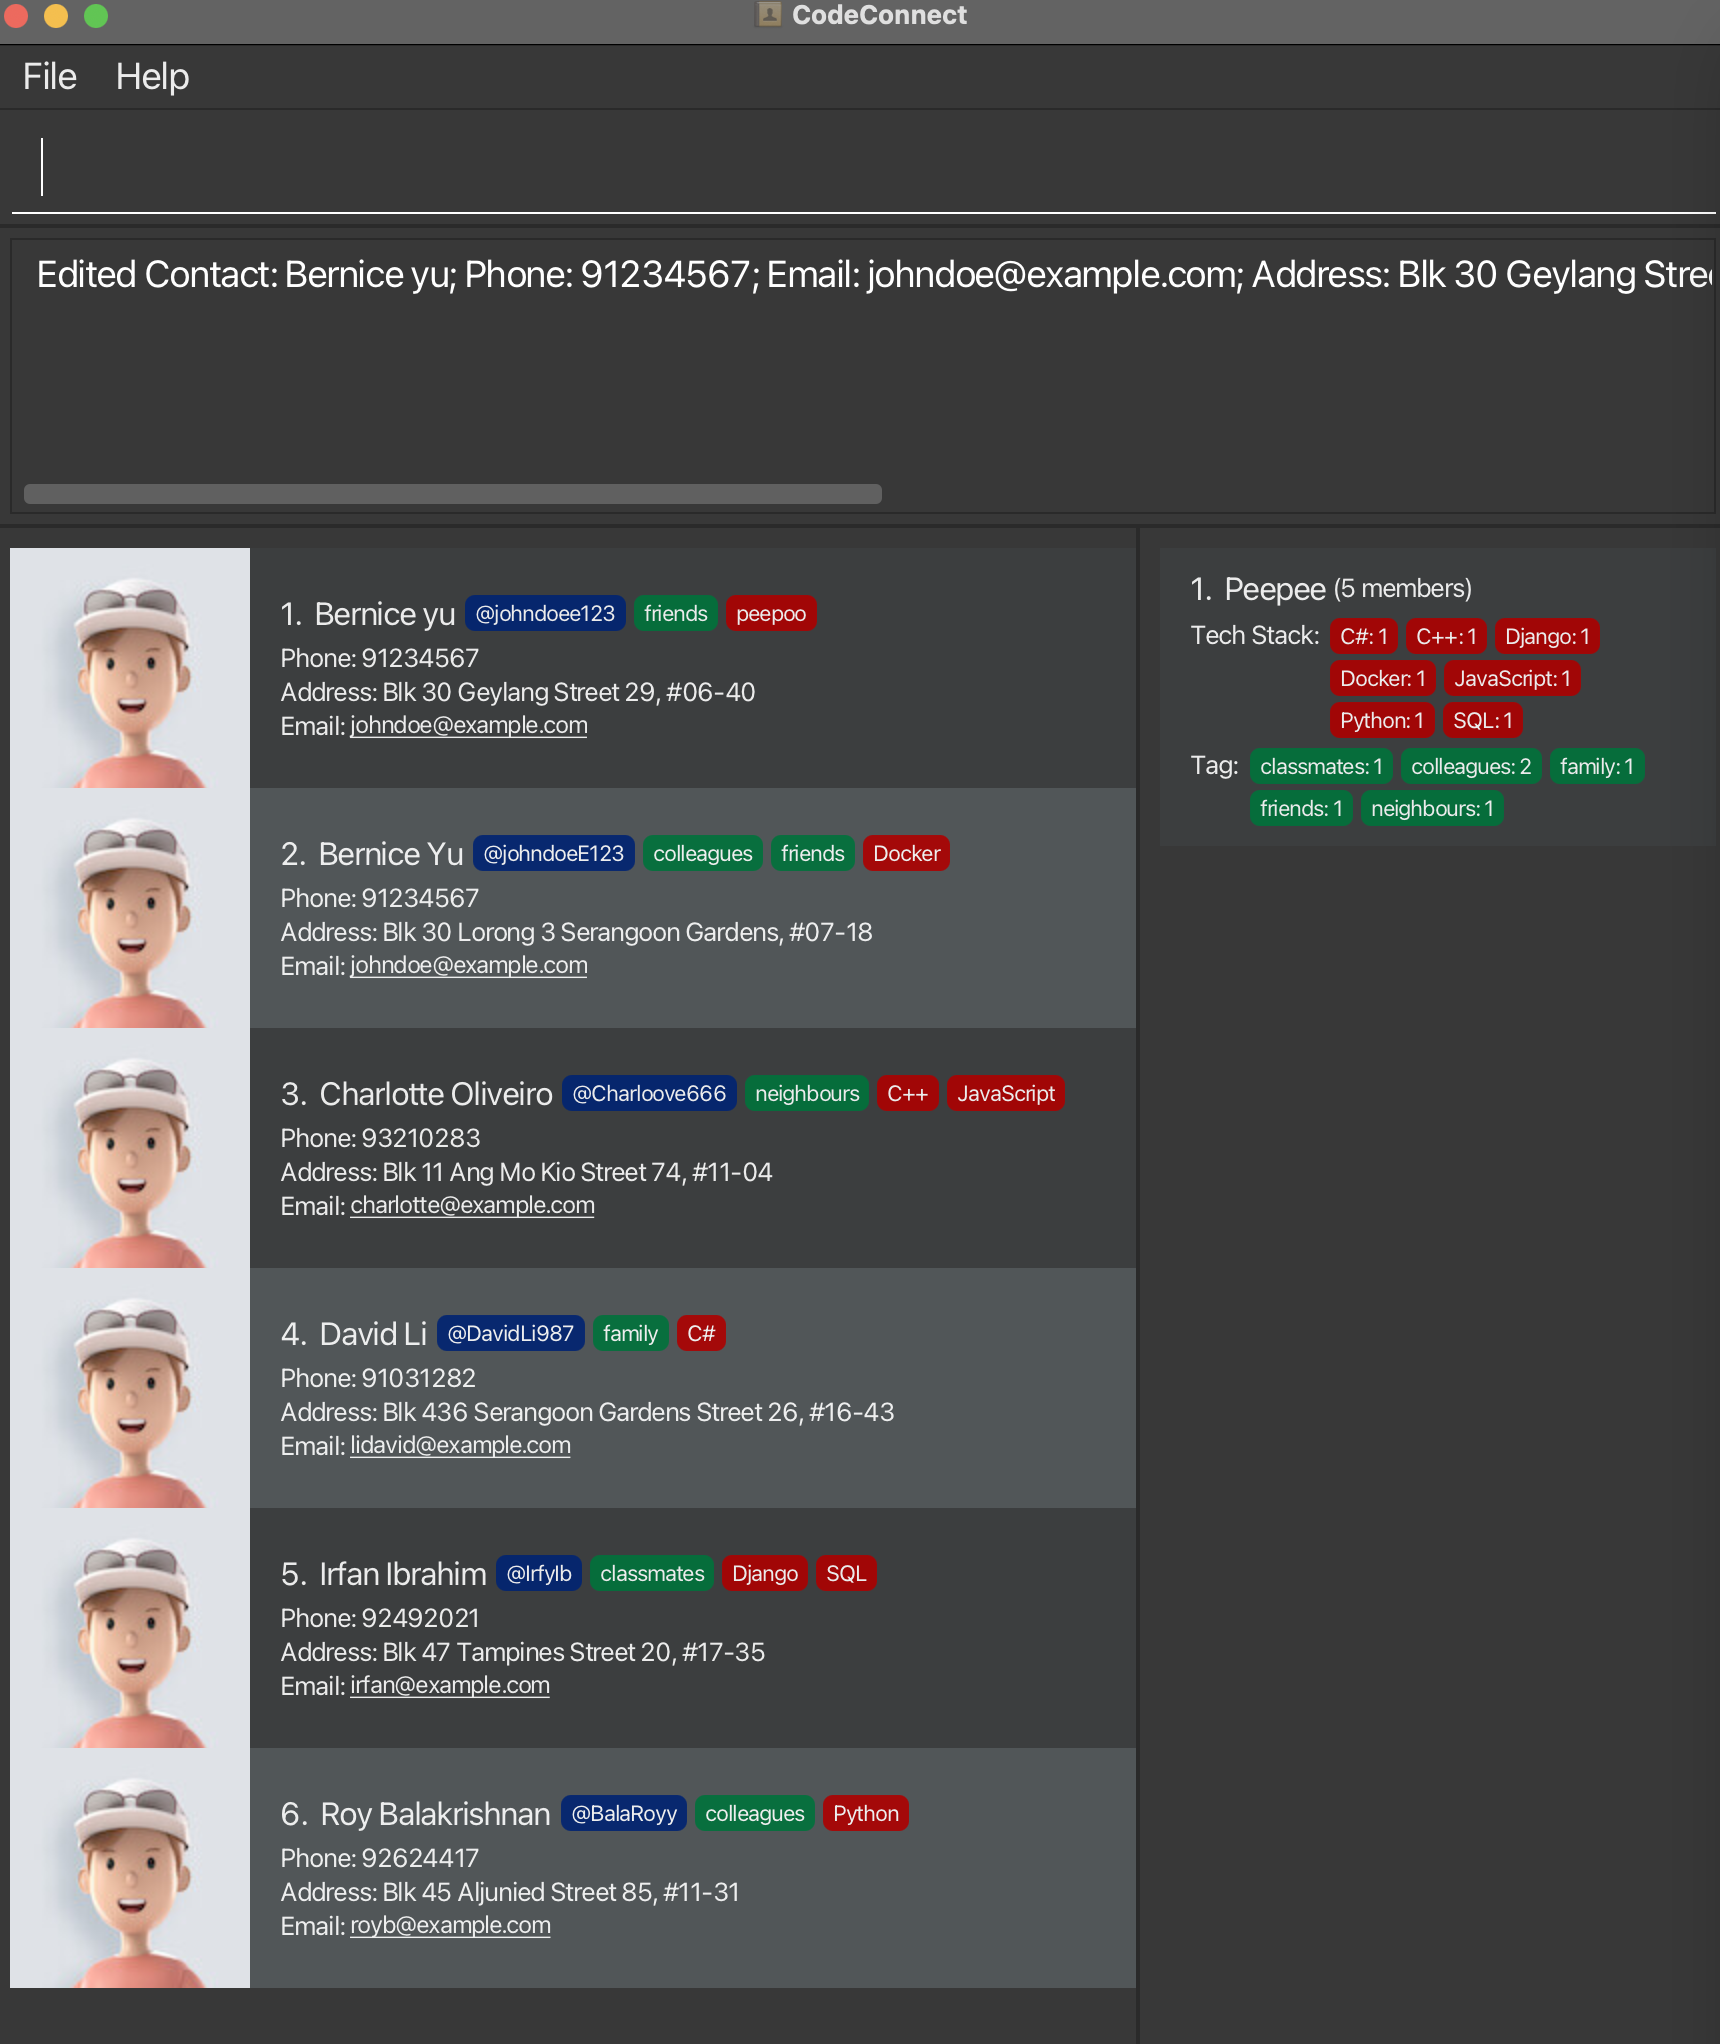 CodeConnect
File Help
Edited Contact: Bernice yu; Phone: 91234567; Email: johndoe@example.com; Address: Blk 30 Geylang Stree
1. Bernice yu @johndoee123 friends peepoo
Phone: 91234567
Address: Blk 30 Geylang Street 29, #06-40
Email: johndoe@example.com
2. Bernice Yu @johndoeE123 colleagues friends Docker
Phone: 91234567
Address: Blk 30 Lorong 3 Serangoon Gardens, #07-18
Email: johndoe@example.com
3. Charlotte Oliveiro @Charloove666 neighbours C++ JavaScript
Phone: 93210283
Address: Blk 11 Ang Mo Kio Street 74, #11-04
Email: charlotte@example.com
4. David Li @DavidLi987 family C#
Phone: 91031282
Address: Blk 436 Serangoon Gardens Street 26, #16-43
Email: lidavid@example.com
5. Irfan Ibrahim @IrfyIb classmates Django SQL
Phone: 92492021
Address: Blk 47 Tampines Street 20, #17-35
Email: irfan@example.com
6. Roy Balakrishnan @BalaRoyy colleagues Python
Phone: 92624417
Address: Blk 45 Aljunied Street 85, #11-31
Email: royb@example.com
1. Peepee (5 members)
Tech Stack: C#: 1 C++: 1 Django: 1
Docker: 1 JavaScript: 1
Python: 1 SQL: 1
Tag: classmates: 1 colleagues: 2 family: 1
friends: 1 neighbours: 1